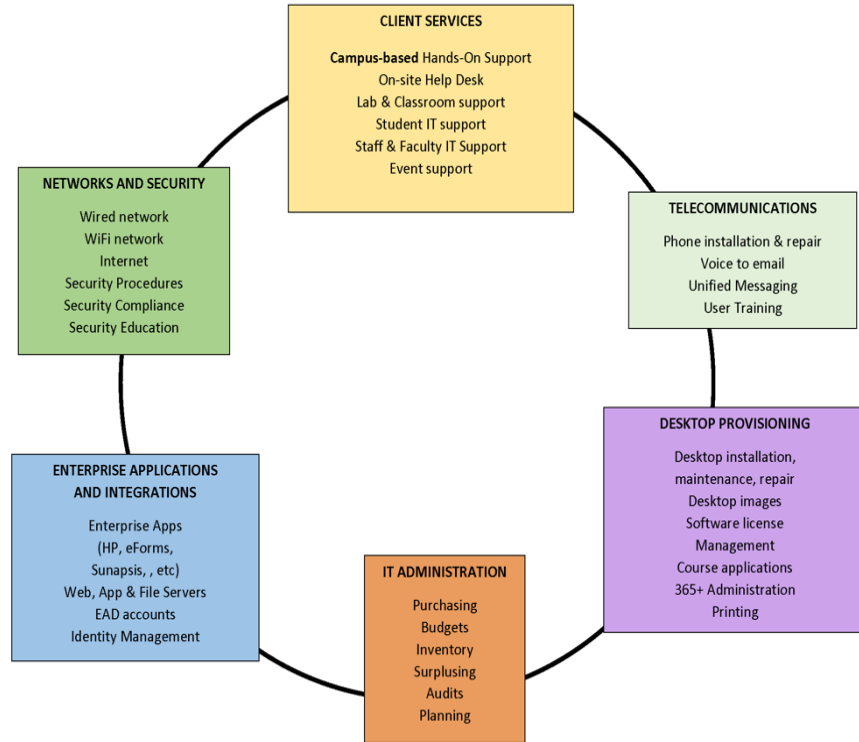 CLIENT SERVICES
Campus-based Hands-On Support
On-site Help Desk
Lab & Classroom support
Student IT support
Staff & Faculty IT Support
Event support
TELECOMMUNICATIONS
Phone installation & repair
Voice to email
Unified Messaging
User Training
DESKTOP PROVISIONING
Desktop installation,
maintenance, repair
Desktop images
Software license
Management
Course applications
365+ Administration
Printing
IT ADMINISTRATION
Purchasing
Budgets
Inventory
Surplusing
Audits
Planning
ENTERPRISE APPLICATIONS
AND INTEGRATIONS
Enterprise Apps
(HP, eForms,
Sunapsis, , etc)
Web, App & File Servers
EAD accounts
Identity Management
NETWORKS AND SECURITY
Wired network
WiFi network
Internet
Security Procedures
Security Compliance
Security Education